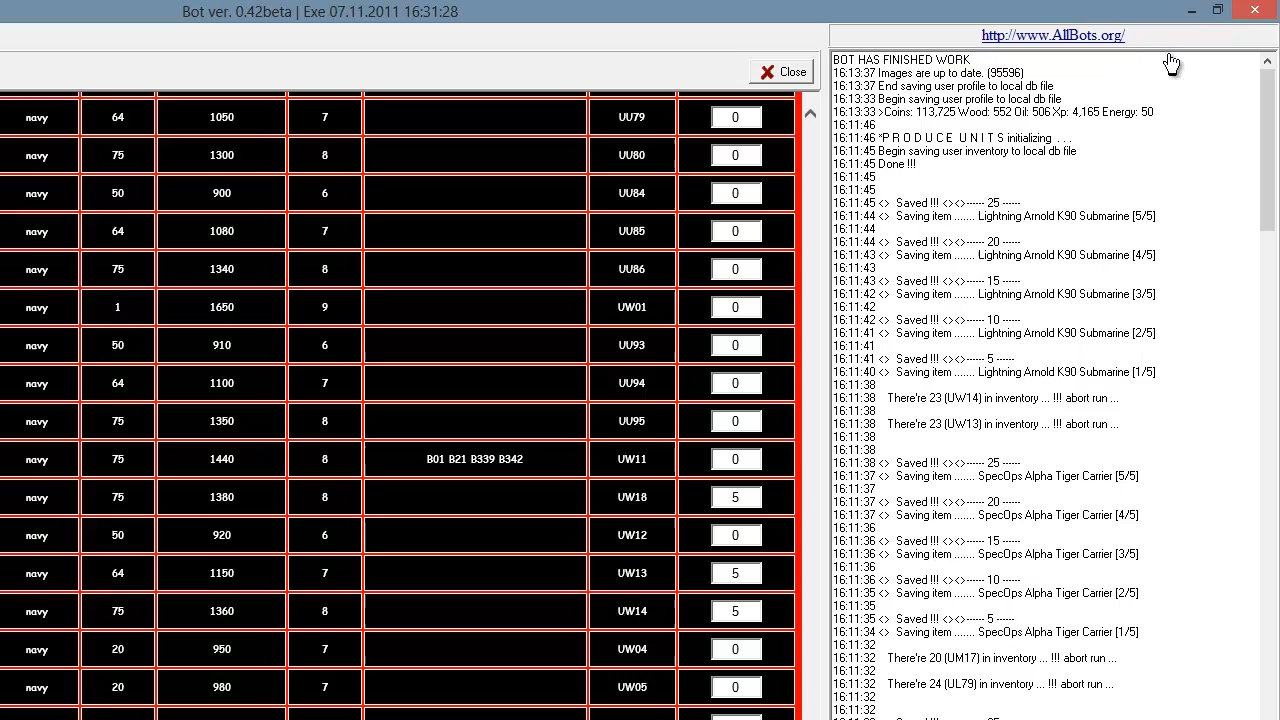 Bot ver. 0.42beta | Exe 07.11.2011 16:31:28
http://www.AllBots.org/
Close
navy 64 1050 7 UU79 0
navy 75 1300 8 UU80 0
navy 50 900 6 UU84 0
navy 64 1080 7 UU85 0
navy 75 1340 8 UU86 0
navy 1 1650 9 UW01 0
navy 50 910 6 UU93 0
navy 64 1100 7 UU94 0
navy 75 1350 8 UU95 0
navy 75 1440 8 B01 B21 B339 B342 UW11 0
navy 75 1380 8 UW18 5
navy 50 920 6 UW12 0
navy 64 1150 7 UW13 5
navy 75 1360 8 UW14 5
navy 20 950 7 UW04 0
navy 20 980 7 UW05 0
BOT HAS FINISHED WORK
16:13:37 Images are up to date. (95596)
16:13:37 End saving user profile to local db file
16:13:33 Begin saving user profile to local db file
16:13:33 >Coins: 113,725 Wood: 552 Oil: 506 Xp: 4,165 Energy: 50
16:11:46
16:11:46 *P R O D U C E  U N I T S initializing . . .
16:11:45 Begin saving user inventory to local db file
16:11:45 Done !!!
16:11:45
16:11:45
16:11:45 <> Saved !!! <><>------ 25 ------
16:11:44 <> Saving item ....... Lightning Arnold K90 Submarine [5/5]
16:11:44
16:11:44 <> Saved !!! <><>------ 20 ------
16:11:43 <> Saving item ....... Lightning Arnold K90 Submarine [4/5]
16:11:43
16:11:43 <> Saved !!! <><>------ 15 ------
16:11:42 <> Saving item ....... Lightning Arnold K90 Submarine [3/5]
16:11:42
16:11:42 <> Saved !!! <><>------ 10 ------
16:11:41 <> Saving item ....... Lightning Arnold K90 Submarine [2/5]
16:11:41
16:11:41 <> Saved !!! <><>------ 5 ------
16:11:40 <> Saving item ....... Lightning Arnold K90 Submarine [1/5]
16:11:38
16:11:38 There're 23 (UW14) in inventory ... !!! abort run ...
16:11:38
16:11:38 There're 23 (UW13) in inventory ... !!! abort run ...
16:11:38
16:11:38
16:11:38 <> Saved !!! <><>------ 25 ------
16:11:37 <> Saving item ....... SpecOps Alpha Tiger Carrier [5/5]
16:11:37
16:11:37 <> Saved !!! <><>------ 20 ------
16:11:37 <> Saving item ....... SpecOps Alpha Tiger Carrier [4/5]
16:11:36
16:11:36 <> Saved !!! <><>------ 15 ------
16:11:36 <> Saving item ....... SpecOps Alpha Tiger Carrier [3/5]
16:11:36
16:11:36 <> Saved !!! <><>------ 10 ------
16:11:35 <> Saving item ....... SpecOps Alpha Tiger Carrier [2/5]
16:11:35
16:11:35 <> Saved !!! <><>------ 5 ------
16:11:34 <> Saving item ....... SpecOps Alpha Tiger Carrier [1/5]
16:11:32
16:11:32 There're 20 (UM17) in inventory ... !!! abort run ...
16:11:32
16:11:32 There're 24 (UL79) in inventory ... !!! abort run ...
16:11:32
16:11:32